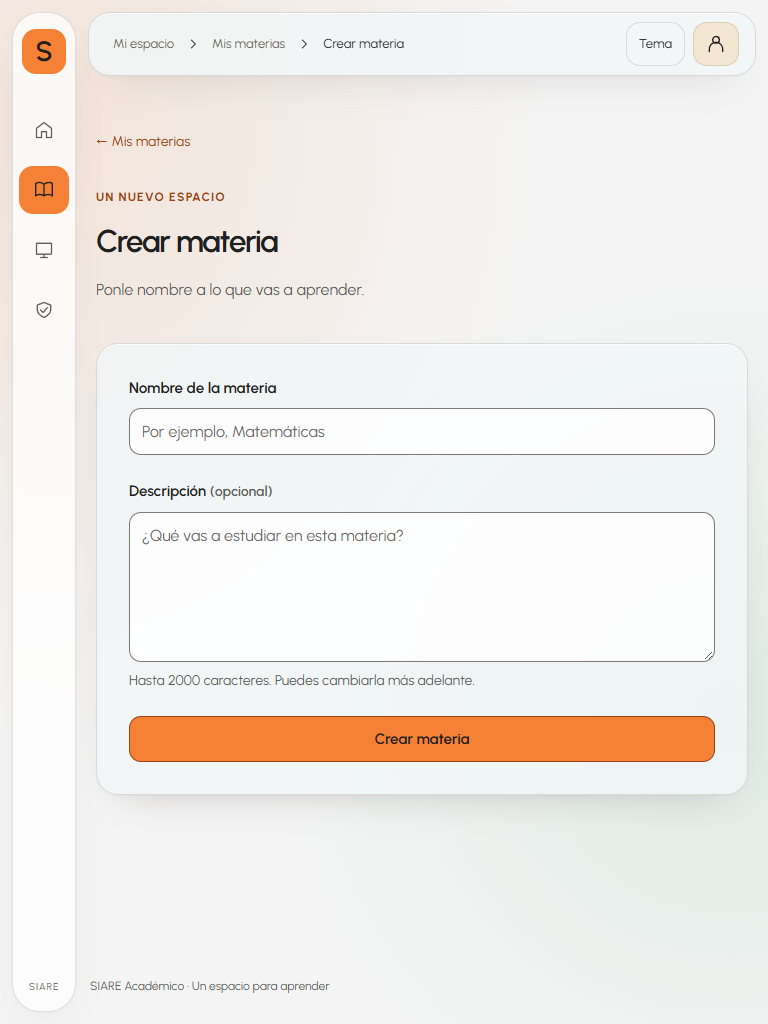 S
Mi espacio > Mis materias > Crear materia
Tema
← Mis materias
UN NUEVO ESPACIO
Crear materia
Ponle nombre a lo que vas a aprender.
Nombre de la materia
Por ejemplo, Matemáticas
Descripción (opcional)
¿Qué vas a estudiar en esta materia?
Hasta 2000 caracteres. Puedes cambiarla más adelante.
Crear materia
SIARE
SIARE Académico · Un espacio para aprender